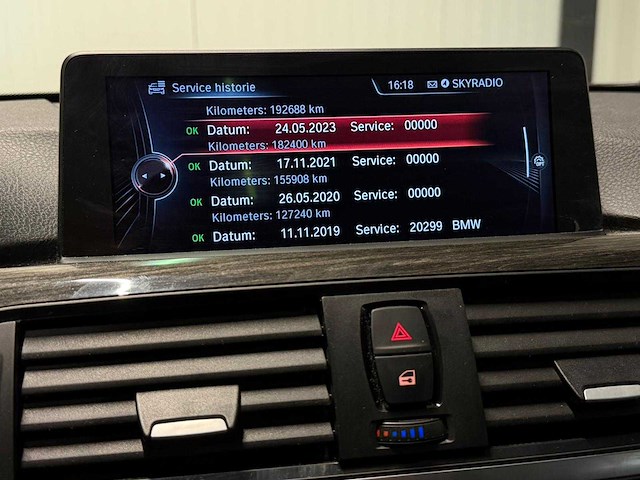 Service historie
16:18
SKYRADIO
Kilometers: 192688 km
OK Datum: 24.05.2023 Service: 00000
Kilometers: 182400 km
OK Datum: 17.11.2021 Service: 00000
Kilometers: 155908 km
OK Datum: 26.05.2020 Service: 00000
Kilometers: 127240 km
OK Datum: 11.11.2019 Service: 20299 BMW